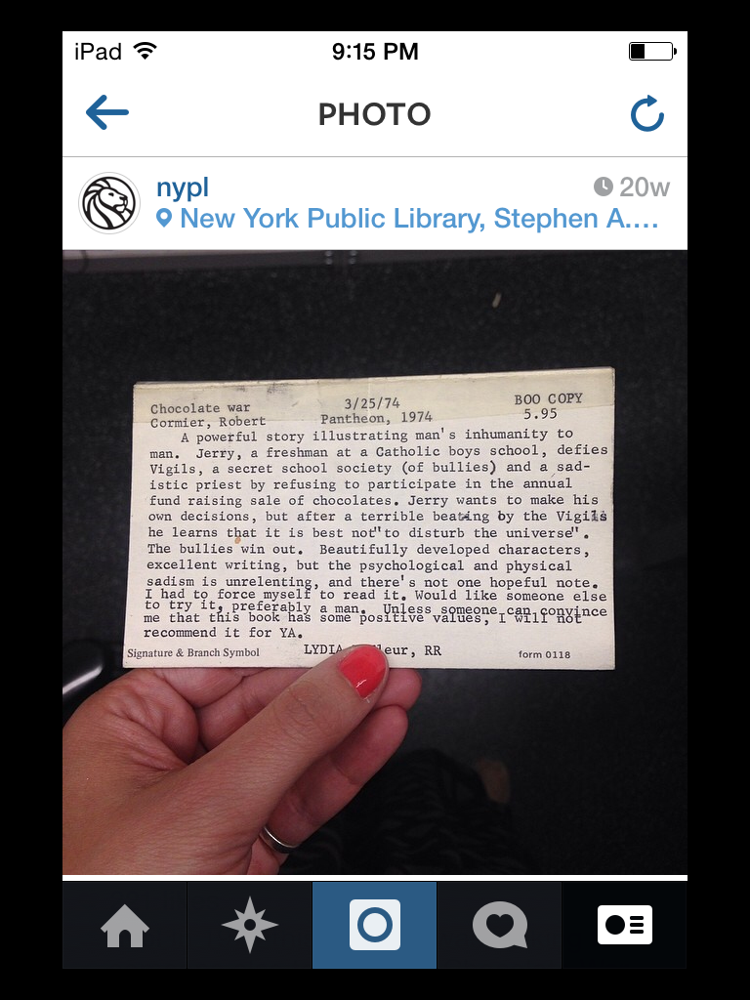 iPad 9:15 PM
PHOTO
nypl 20w
New York Public Library, Stephen A....
Chocolate war 3/25/74 BOO COPY
Cormier, Robert Pantheon, 1974 5.95
A powerful story illustrating man's inhumanity to
man. Jerry, a freshman at a Catholic boys school, defies
Vigils, a secret school society (of bullies) and a sad-
istic priest by refusing to participate in the annual
fund raising sale of chocolates. Jerry wants to make his
own decisions, but after a terrible beating by the Vigils
he learns that it is best not"to disturb the universe".
The bullies win out. Beautifully developed characters,
excellent writing, but the psychological and physical
sadism is unrelenting, and there's not one hopeful note.
I had to force myself to read it. Would like someone else
to try it, preferably a man. Unless someone can convince
me that this book has some positive values, I will not
recommend it for YA.
Signature & Branch Symbol LYDIA RR form 0118